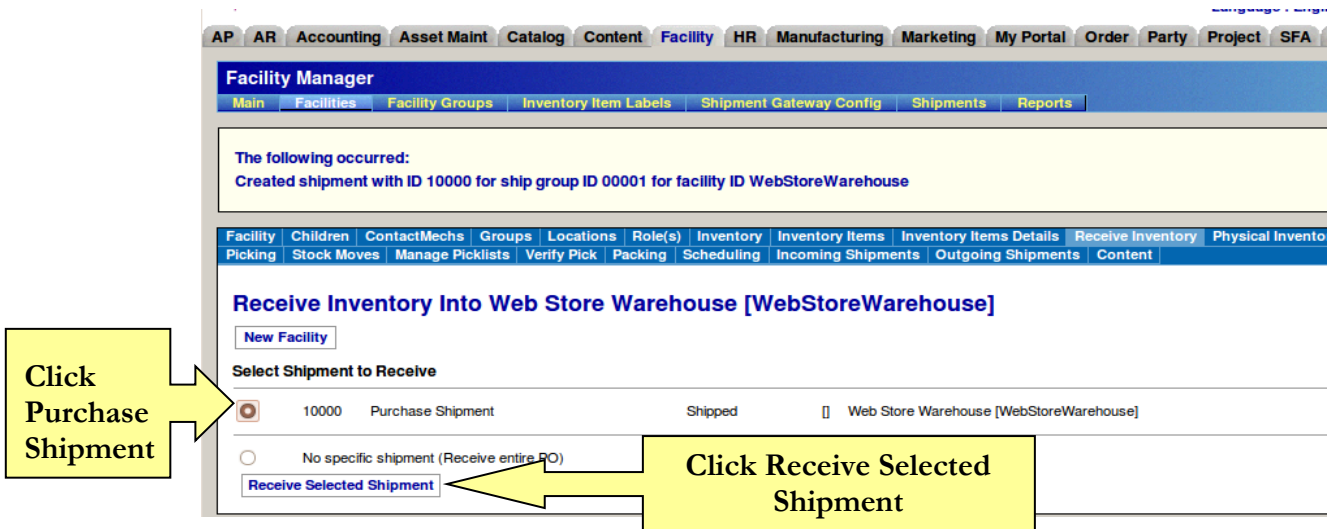 AP AR Accounting Asset Maint Catalog Content Facility HR Manufacturing Marketing My Portal Order Party Project SFA
Facility Manager
Main Facilities Facility Groups Inventory Item Labels Shipment Gateway Config Shipments Reports
The following occurred:
Created shipment with ID 10000 for ship group ID 00001 for facility ID WebStoreWarehouse
Facility Children ContactMechs Groups Locations Role(s) Inventory Inventory Items Inventory Items Details Receive Inventory Physical Invento
Picking Stock Moves Manage Picklists Verify Pick Packing Scheduling Incoming Shipments Outgoing Shipments Content
Receive Inventory Into Web Store Warehouse [WebStoreWarehouse]
New Facility
Select Shipment to Receive
Click
Purchase
Shipment
10000 Purchase Shipment Shipped [] Web Store Warehouse [WebStoreWarehouse]
No specific shipment (Receive entire PO)
Receive Selected Shipment
Click Receive Selected
Shipment